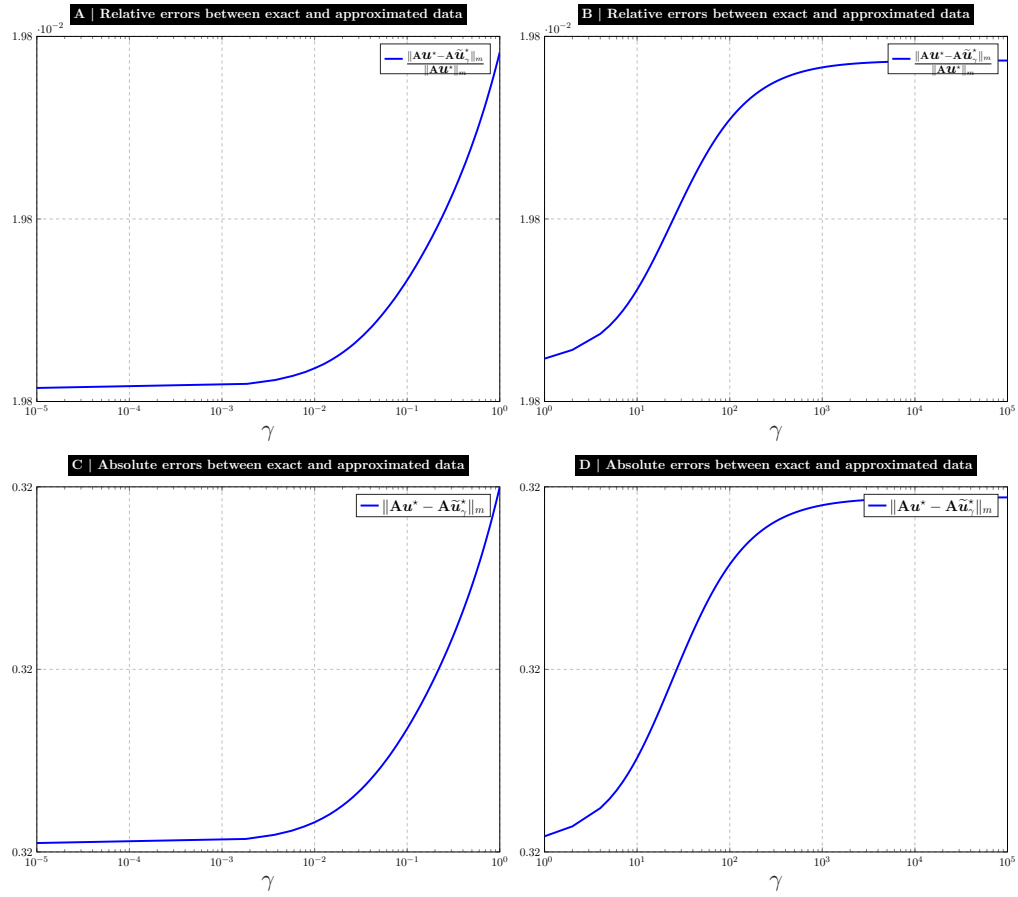 A | Relative errors between exact and approximated data
B | Relative errors between exact and approximated data
1.98 ·10⁻²
1.98 ·10⁻²
‖Au⋆−Aũ⋆γ‖m
‖Au⋆‖m
‖Au⋆−Aũ⋆γ‖m
‖Au⋆‖m
1.98
1.98
1.98
1.98
10⁻⁵ 10⁻⁴ 10⁻³ 10⁻² 10⁻¹ 10⁰
10⁰ 10¹ 10² 10³ 10⁴ 10⁵
γ
γ
C | Absolute errors between exact and approximated data
D | Absolute errors between exact and approximated data
0.32
0.32
‖Au⋆ − Aũ⋆γ‖m
‖Au⋆ − Aũ⋆γ‖m
0.32
0.32
0.32
0.32
10⁻⁵ 10⁻⁴ 10⁻³ 10⁻² 10⁻¹ 10⁰
10⁰ 10¹ 10² 10³ 10⁴ 10⁵
γ
γ